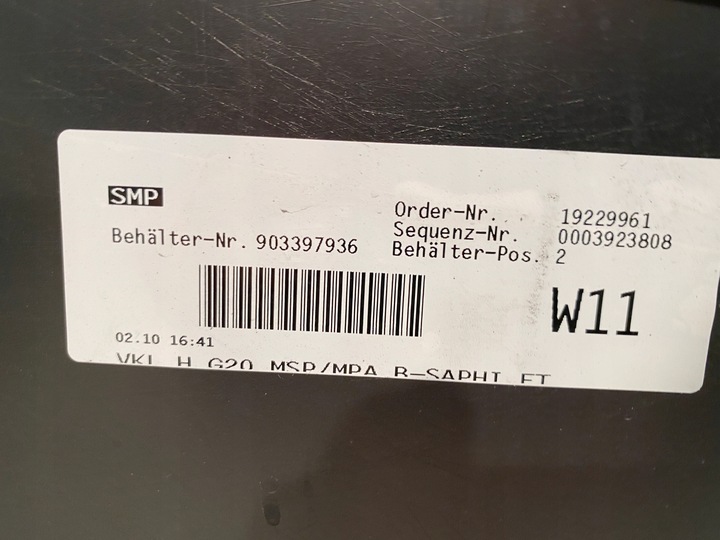 SMP
Order-Nr... 19229961
Sequenz-Nr. 0003923808
Behälter-Nr. 903397936 Behälter-Pos. 2
W11
02.10 16:41
VKL H G20 MSP/MPA B-SAPHI FT